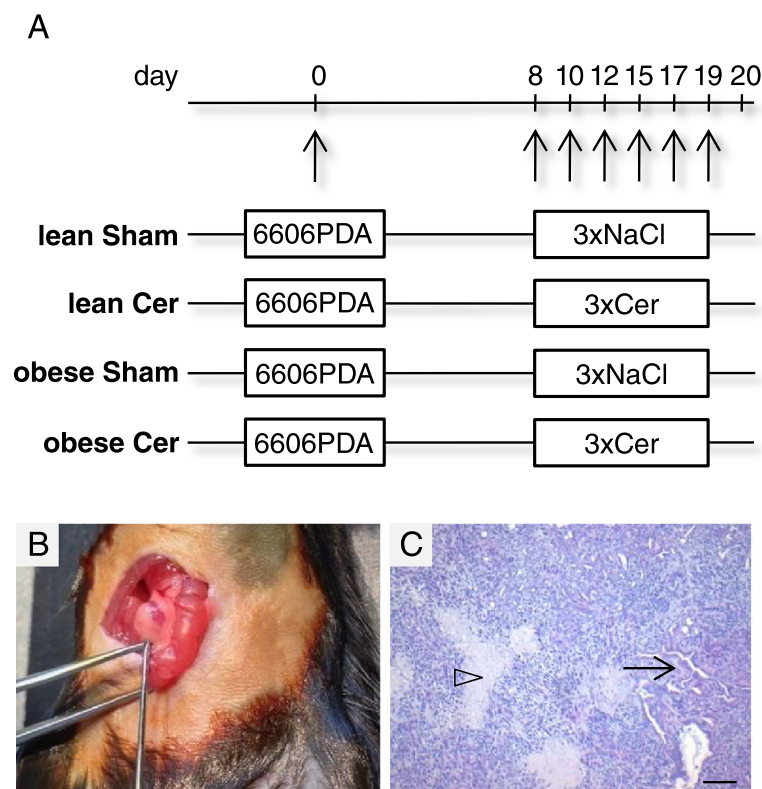 A
day 0 8 10 12 15 17 19 20
lean Sham 6606PDA 3xNaCl
lean Cer 6606PDA 3xCer
obese Sham 6606PDA 3xNaCl
obese Cer 6606PDA 3xCer
B C